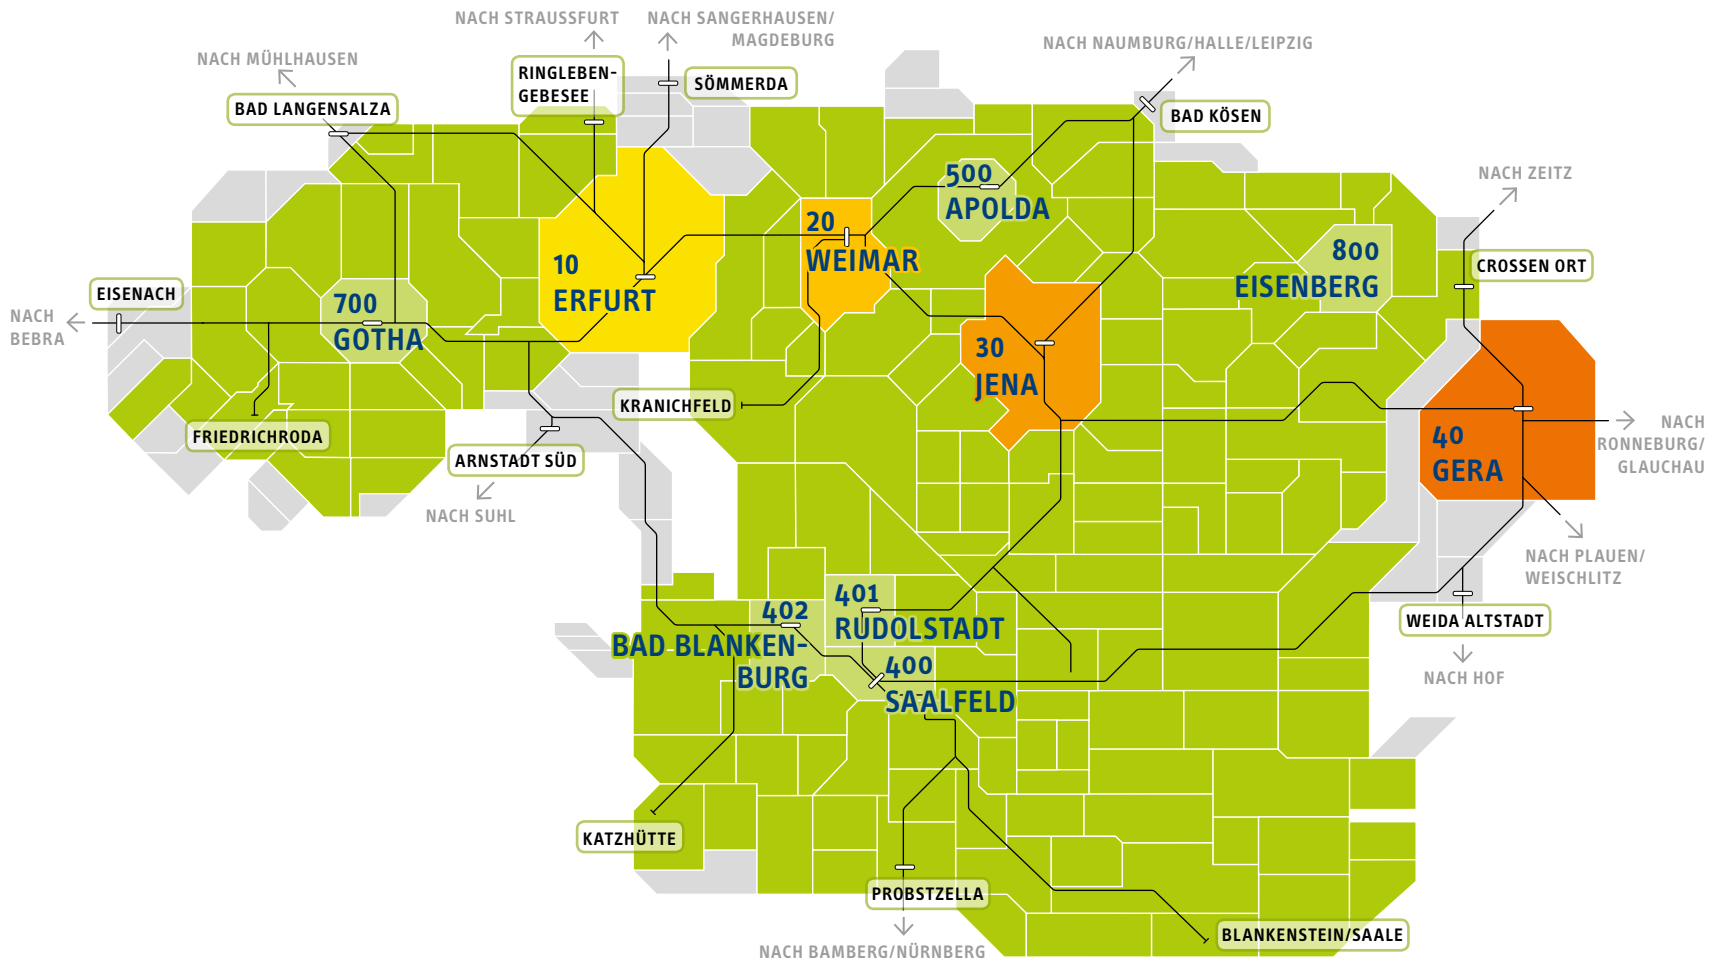 NACH STRAUSSFURT
NACH SANGERHAUSEN/
MAGDEBURG
NACH NAUMBURG/HALLE/LEIPZIG
NACH MÜHLHAUSEN
RINGLEBEN-
GEBESEE
SÖMMERDA
BAD LANGENSALZA
BAD KÖSEN
NACH ZEITZ
500
APOLDA
20
WEIMAR
10
ERFURT
800
EISENBERG
CROSSEN ORT
EISENACH
NACH
BEBRA
700
GOTHA
30
JENA
KRANICHFELD
FRIEDRICHRODA
ARNSTADT SÜD
NACH SUHL
40
GERA
NACH
RONNEBURG/
GLAUCHAU
NACH PLAUEN/
WEISCHLITZ
402
BAD BLANKEN-
BURG
401
RUDOLSTADT
400
SAALFELD
WEIDA ALTSTADT
NACH HOF
KATZHÜTTE
PROBSTZELLA
NACH BAMBERG/NÜRNBERG
BLANKENSTEIN/SAALE